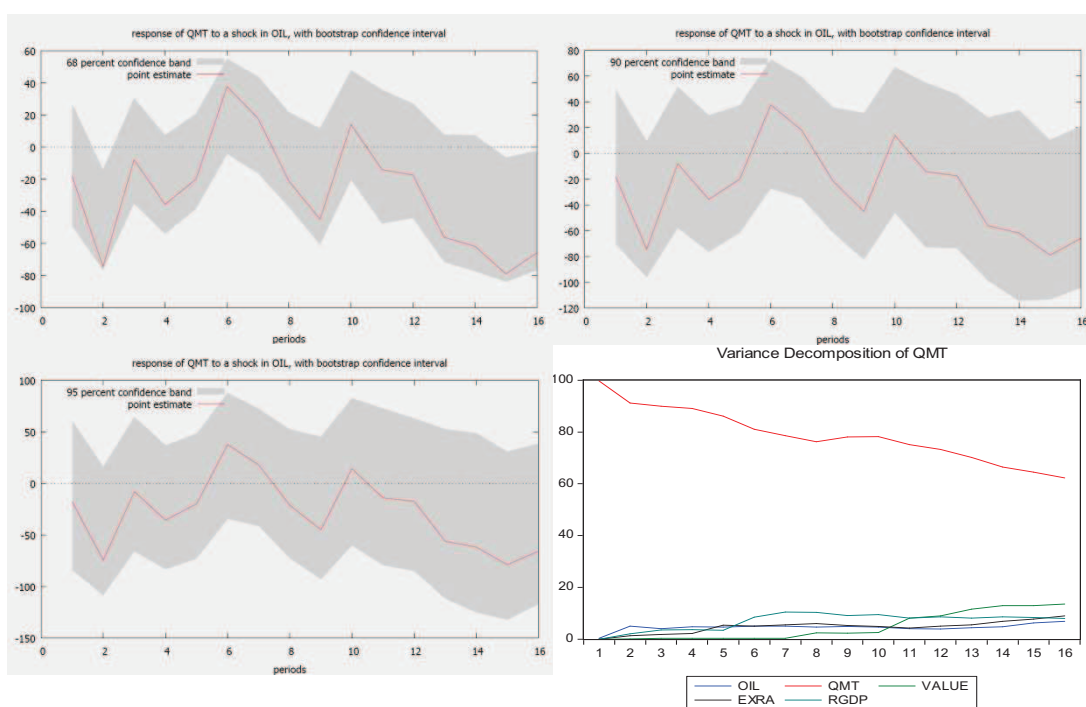 response of QMT to a shock in OIL, with bootstrap confidence interval
60
40
20
0
-20
-40
-60
-80
-100
68 percent confidence band
point estimate
0 2 4 6 8 10 12 14 16
periods
response of QMT to a shock in OIL, with bootstrap confidence interval
80
60
40
20
0
-20
-40
-60
-80
-100
-120
90 percent confidence band
point estimate
0 2 4 6 8 10 12 14 16
periods
response of QMT to a shock in OIL, with bootstrap confidence interval
100
50
0
-50
-100
-150
95 percent confidence band
point estimate
0 2 4 6 8 10 12 14 16
periods
Variance Decomposition of QMT
100
80
60
40
20
0
1 2 3 4 5 6 7 8 9 10 11 12 13 14 15 16
OIL QMT VALUE
EXRA RGDP